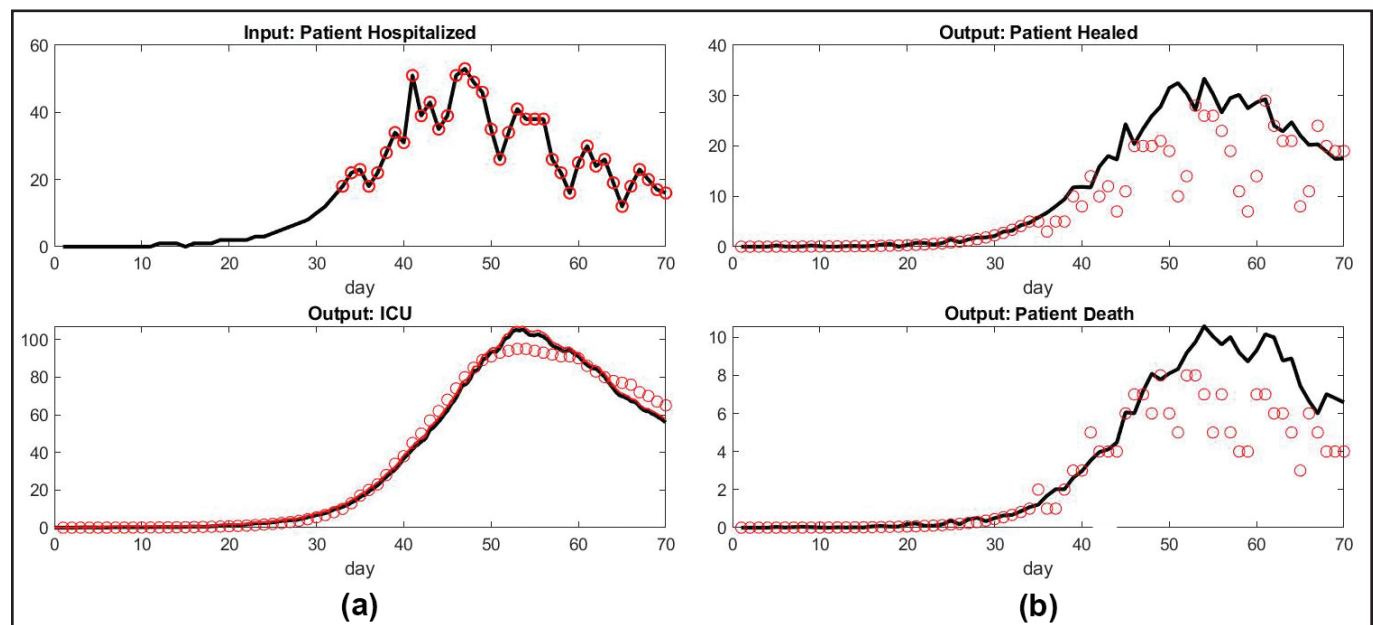 Input: Patient Hospitalized
60
40
20
0
0 10 20 30 40 50 60 70
day
Output: ICU
100
80
60
40
20
0
0 10 20 30 40 50 60 70
day
(a)
Output: Patient Healed
40
30
20
10
0
0 10 20 30 40 50 60 70
day
Output: Patient Death
10
8
6
4
2
0
0 10 20 30 40 50 60 70
day
(b)